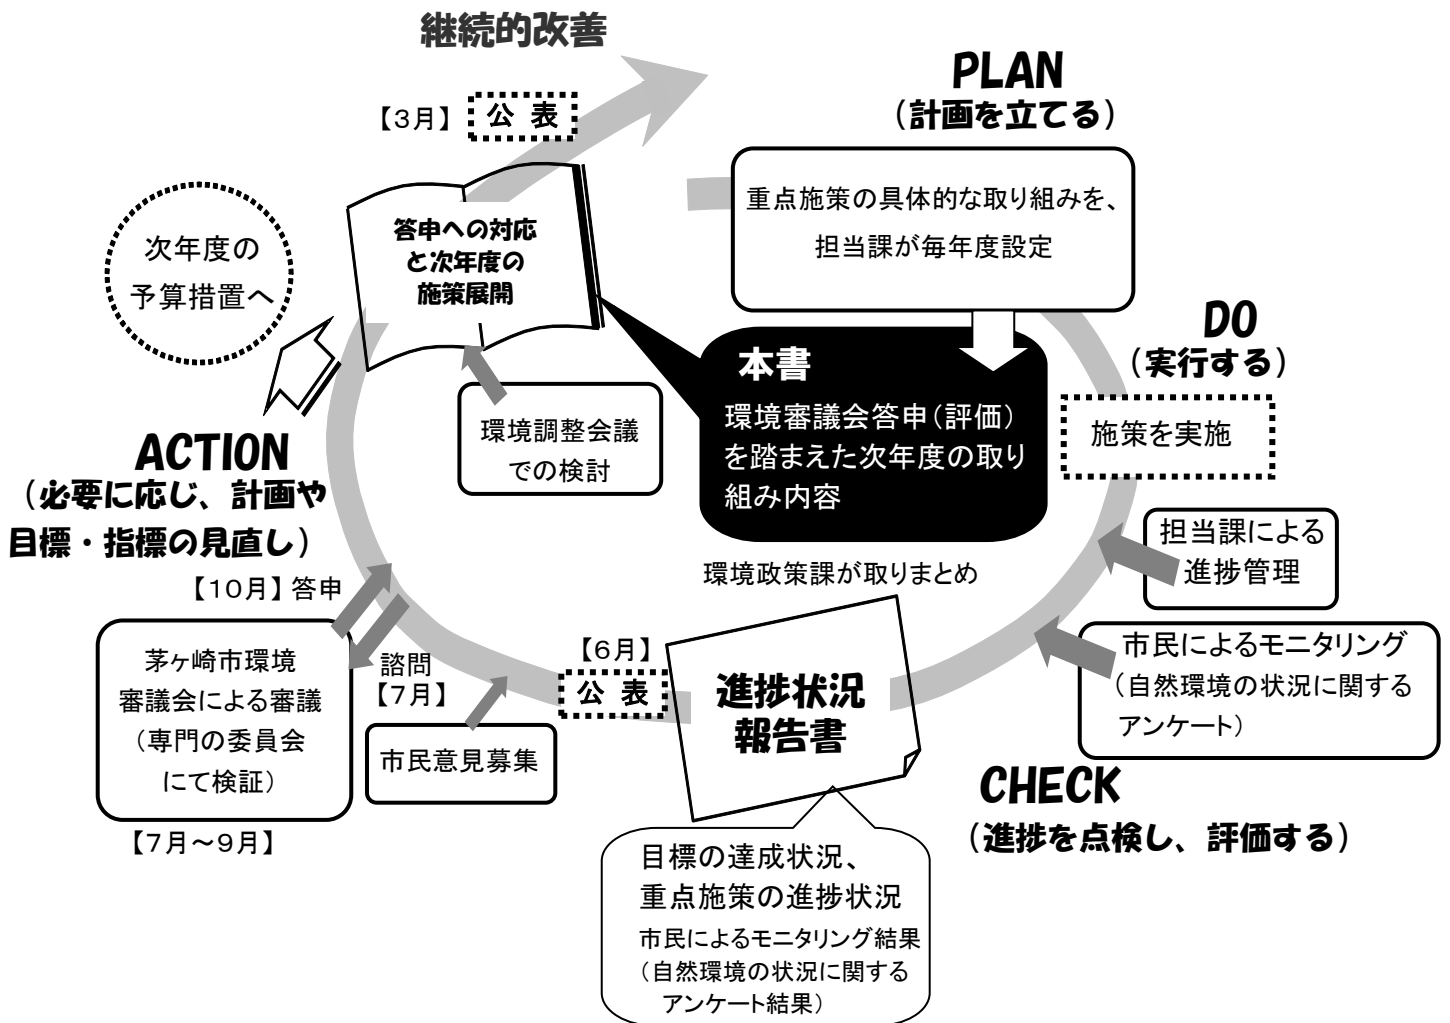 継続的改善
【3月】
公 表
PLAN
(計画を立てる)
重点施策の具体的な取り組みを、
担当課が毎年度設定
答申への対応
と次年度の
施策展開
次年度の
予算措置へ
DO
(実行する)
施策を実施
本書
環境審議会答申(評価)
を踏まえた次年度の取り
組み内容
環境調整会議
での検討
ACTION
(必要に応じ、計画や
目標・指標の見直し)
【10月】答申
担当課による
進捗管理
環境政策課が取りまとめ
市民によるモニタリング
(自然環境の状況に関する
アンケート)
茅ヶ崎市環境
審議会による審議
(専門の委員会
にて検証)
【7月~9月】
諮問
【7月】
市民意見募集
【6月】
公 表
進捗状況
報告書
CHECK
(進捗を点検し、評価する)
目標の達成状況、
重点施策の進捗状況
市民によるモニタリング結果
(自然環境の状況に関する
アンケート結果)